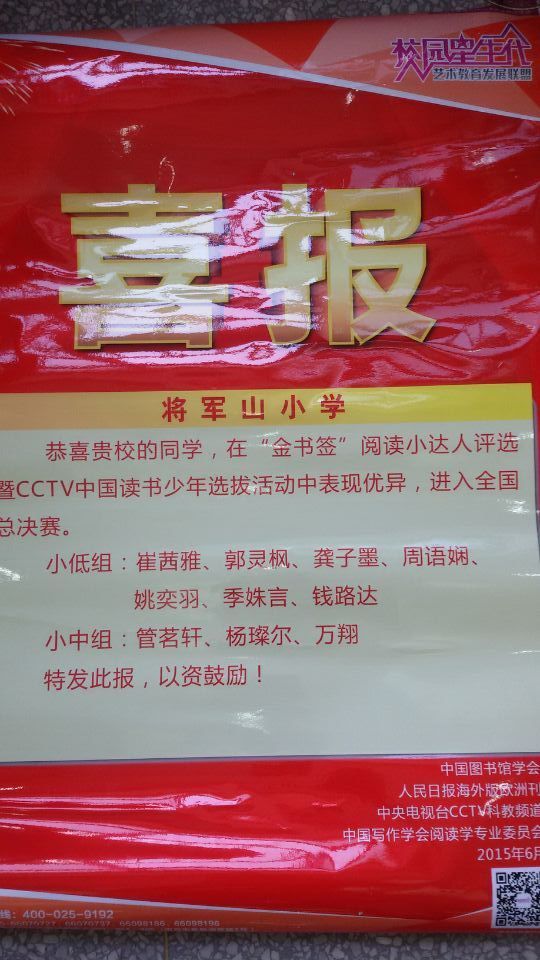 校园星生代
艺术教育发展联盟
喜报
将军山小学
恭喜贵校的同学，在“金书签”阅读小达人评选
暨CCTV中国读书少年选拔活动中表现优异，进入全国
总决赛。
小低组：崔茜雅、郭灵枫、龚子墨、周语娴、
姚奕羽、季姝言、钱路达
小中组：管茗轩、杨璨尔、万翔
特发此报，以资鼓励！
中国图书馆学会
人民日报海外版欧洲刊
中央电视台CCTV科教频道
中国写作学会阅读学专业委员会
2015年6月
线：400-025-9192
66070727，66070737，66098186，66098196